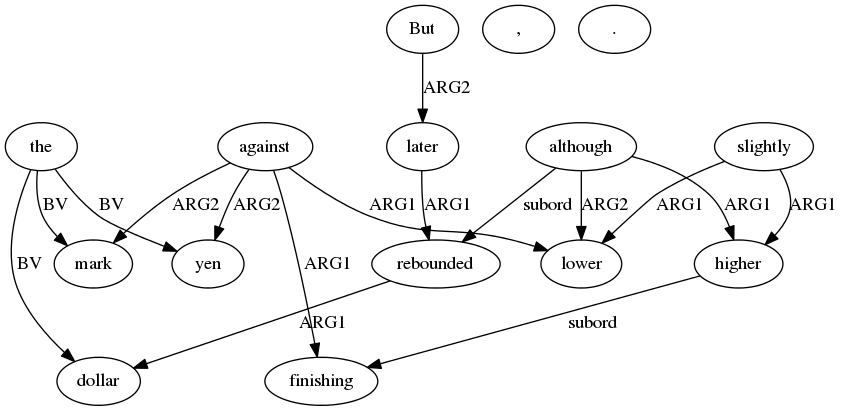 But , .
ARG2
the against later although slightly
BV BV ARG2 ARG2 ARG1 ARG1 subord ARG2 ARG1 ARG1 ARG1
mark yen rebounded lower higher
BV ARG1
ARG1 subord
dollar finishing